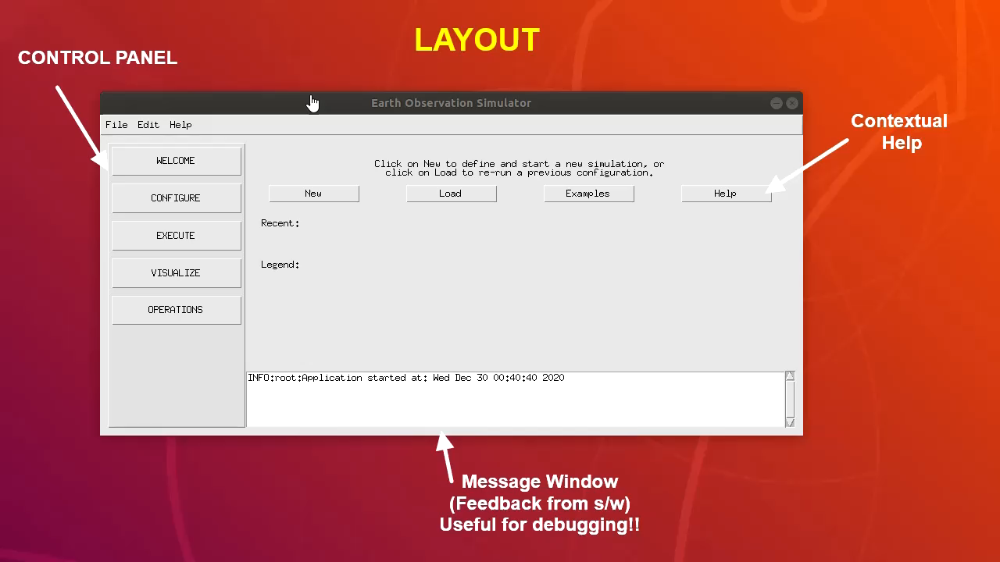 LAYOUT
CONTROL PANEL
Earth Observation Simulator
File Edit Help
Contextual
Help
WELCOME
CONFIGURE
EXECUTE
VISUALIZE
OPERATIONS
Click on New to define and start a new simulation, or
click on Load to re-run a previous configuration.
New Load Examples Help
Recent:
Legend:
INFO:root:Application started at: Wed Dec 30 00:40:40 2020
Message Window
(Feedback from s/w)
Useful for debugging!!